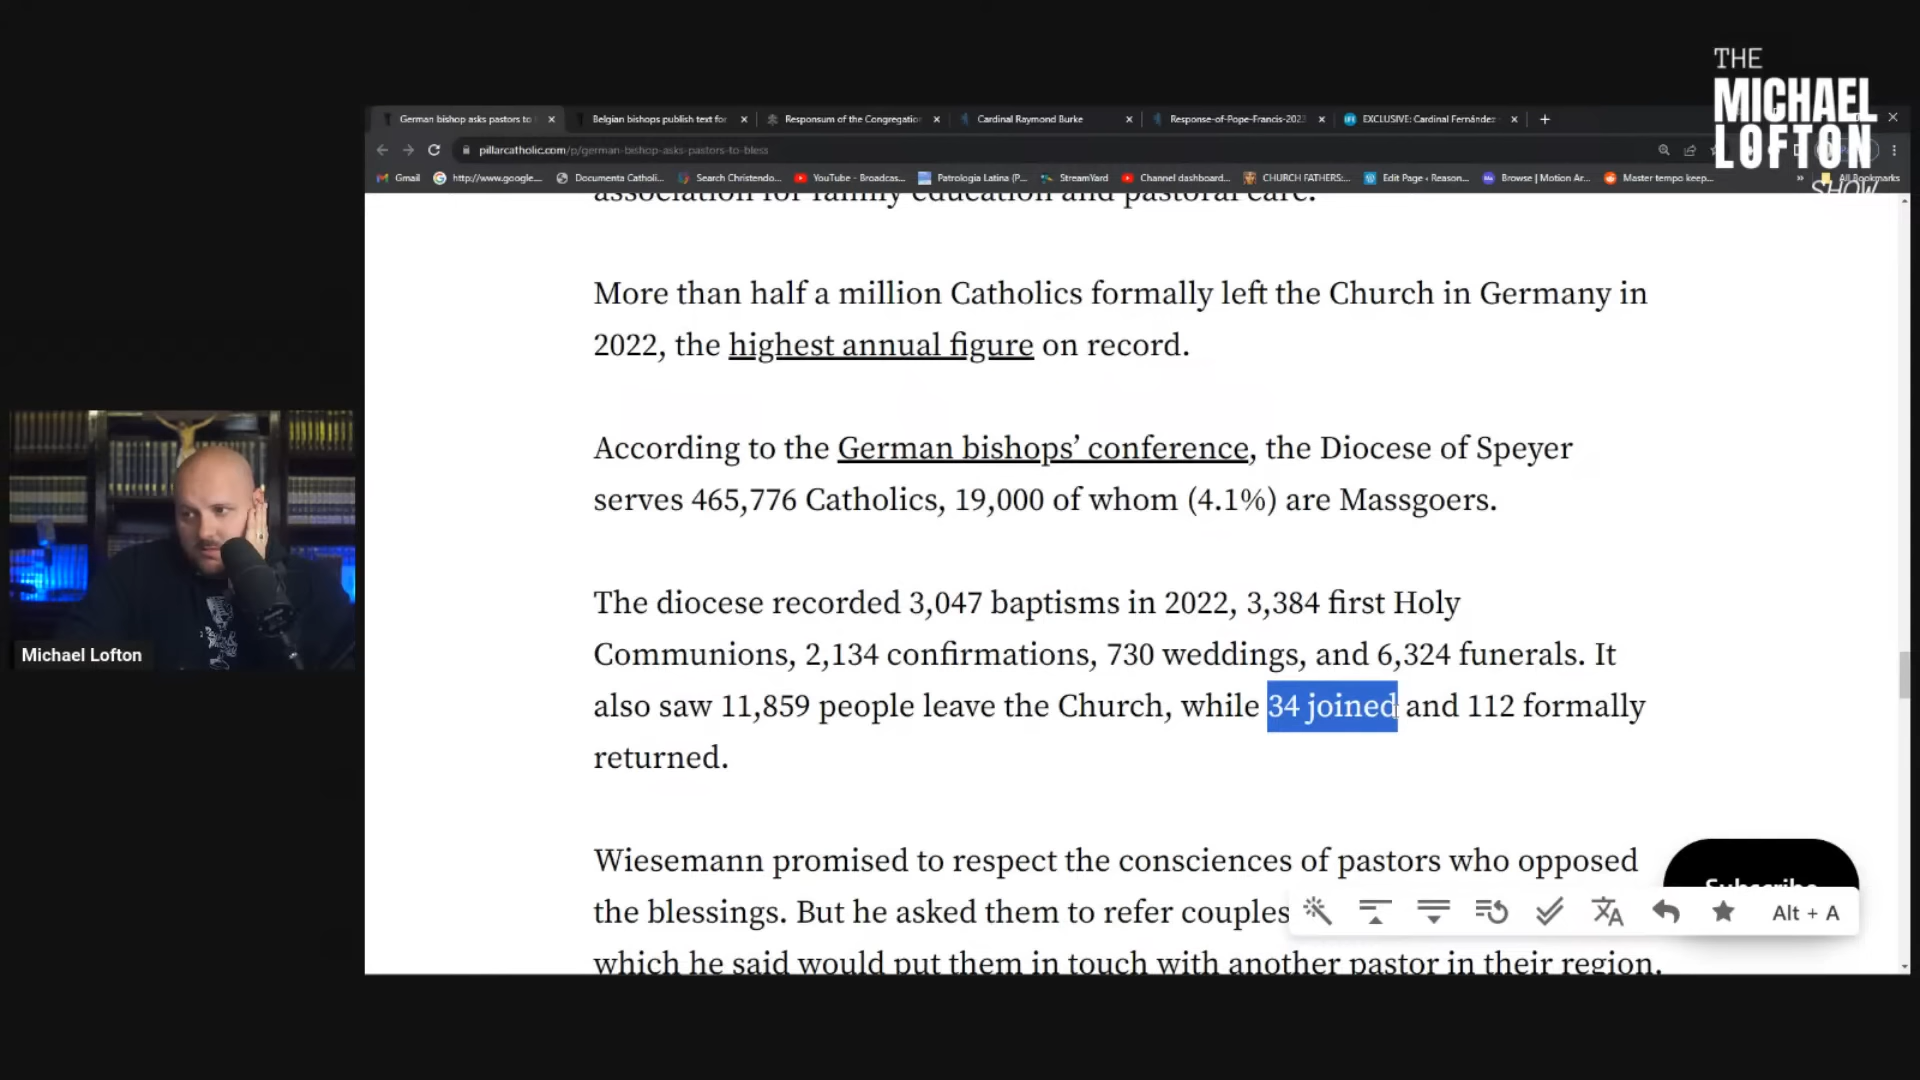 THE
MICHAEL
LOFTON
SHOW
German bishop asks pastors to
Belgian bishops publish text for
Responsum of the Congregation
Cardinal Raymond Burke
Response-of-Pope-Francis-2023
EXCLUSIVE: Cardinal Fernández
pillarcatholic.com/p/german-bishop-asks-pastors-to-bless
Gmail
http://www.google...
Documenta Catholi...
Search Christendo...
YouTube - Broadcas...
Patrologia Latina (P...
StreamYard
Channel dashboard...
CHURCH FATHERS:...
Edit Page ‹ Reason...
Browse | Motion Ar...
Master tempo keep...
»
All Bookmarks
association for family education and pastoral care.
More than half a million Catholics formally left the Church in Germany in
2022, the highest annual figure on record.
According to the German bishops’ conference, the Diocese of Speyer
serves 465,776 Catholics, 19,000 of whom (4.1%) are Massgoers.
The diocese recorded 3,047 baptisms in 2022, 3,384 first Holy
Communions, 2,134 confirmations, 730 weddings, and 6,324 funerals. It
also saw 11,859 people leave the Church, while 34 joined and 112 formally
returned.
Wiesemann promised to respect the consciences of pastors who opposed
the blessings. But he asked them to refer couples
which he said would put them in touch with another pastor in their region.
Subscribe
Alt + A
Michael Lofton